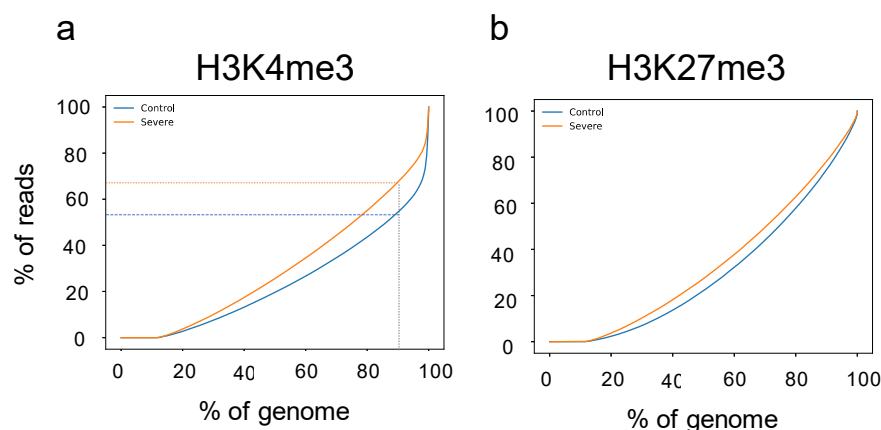 a
H3K4me3
Control
Severe
100
80
60
40
20
0
% of reads
0 20 40 60 80 100
% of genome
b
H3K27me3
Control
Severe
100
80
60
40
20
0
0 20 40 60 80 100
% of genome